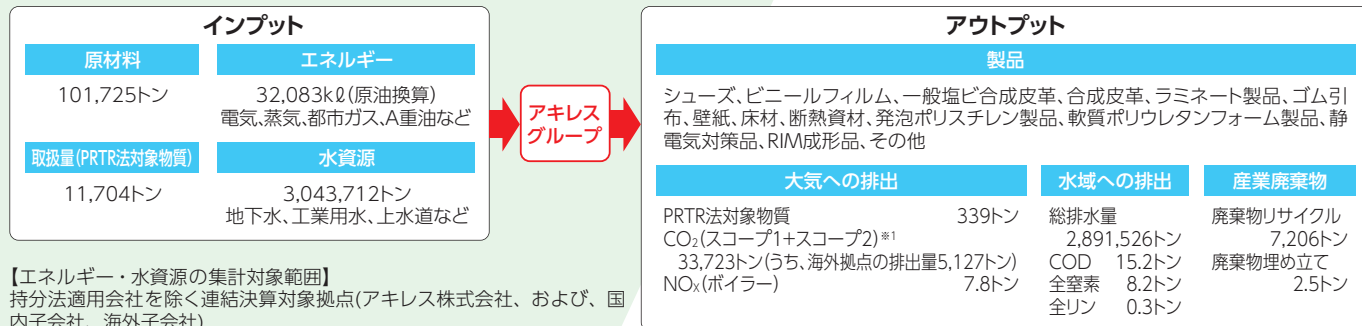 インプット
原材料
101,725トン
エネルギー
32,083kℓ(原油換算)
電気、蒸気、都市ガス、A重油など
取扱量(PRTR法対象物質)
11,704トン
水資源
3,043,712トン
地下水、工業用水、上水道など
【エネルギー・水資源の集計対象範囲】
持分法適用会社を除く連結決算対象拠点(アキレス株式会社、および、国
内子会社、海外子会社)
アキレス
グループ
アウトプット
製品
シューズ、ビニールフィルム、一般塩ビ合成皮革、合成皮革、ラミネート製品、ゴム引
布、壁紙、床材、断熱資材、発泡ポリスチレン製品、軟質ポリウレタンフォーム製品、静
電気対策品、RIM成形品、その他
大気への排出
PRTR法対象物質 339トン
CO₂(スコープ1+スコープ2)※1
33,723トン(うち、海外拠点の排出量5,127トン)
NOx(ボイラー) 7.8トン
水域への排出
総排水量
2,891,526トン
COD 15.2トン
全窒素 8.2トン
全リン 0.3トン
産業廃棄物
廃棄物リサイクル
7,206トン
廃棄物埋め立て
2.5トン